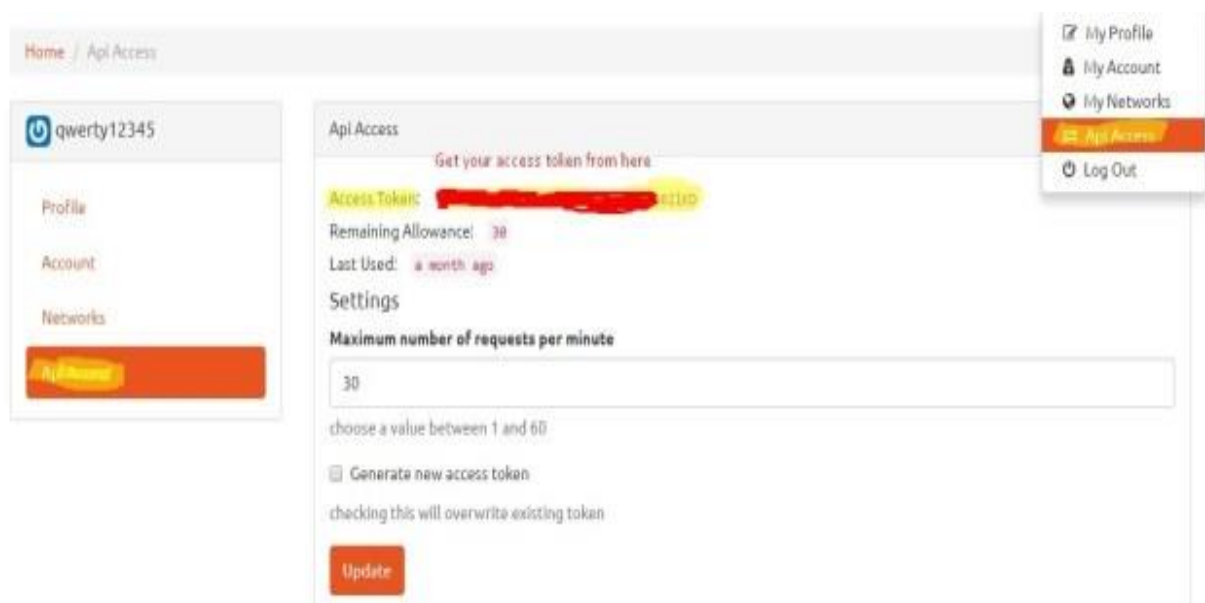 Home / Api Access
My Profile
My Account
My Networks
Api Access
Log Out
qwerty12345
Profile
Account
Networks
Api Access
Api Access
Get your access token from here
Access Token:
Remaining Allowance: 30
Last Used: a month ago
Settings
Maximum number of requests per minute
30
choose a value between 1 and 60
Generate new access token
checking this will overwrite existing token
Update